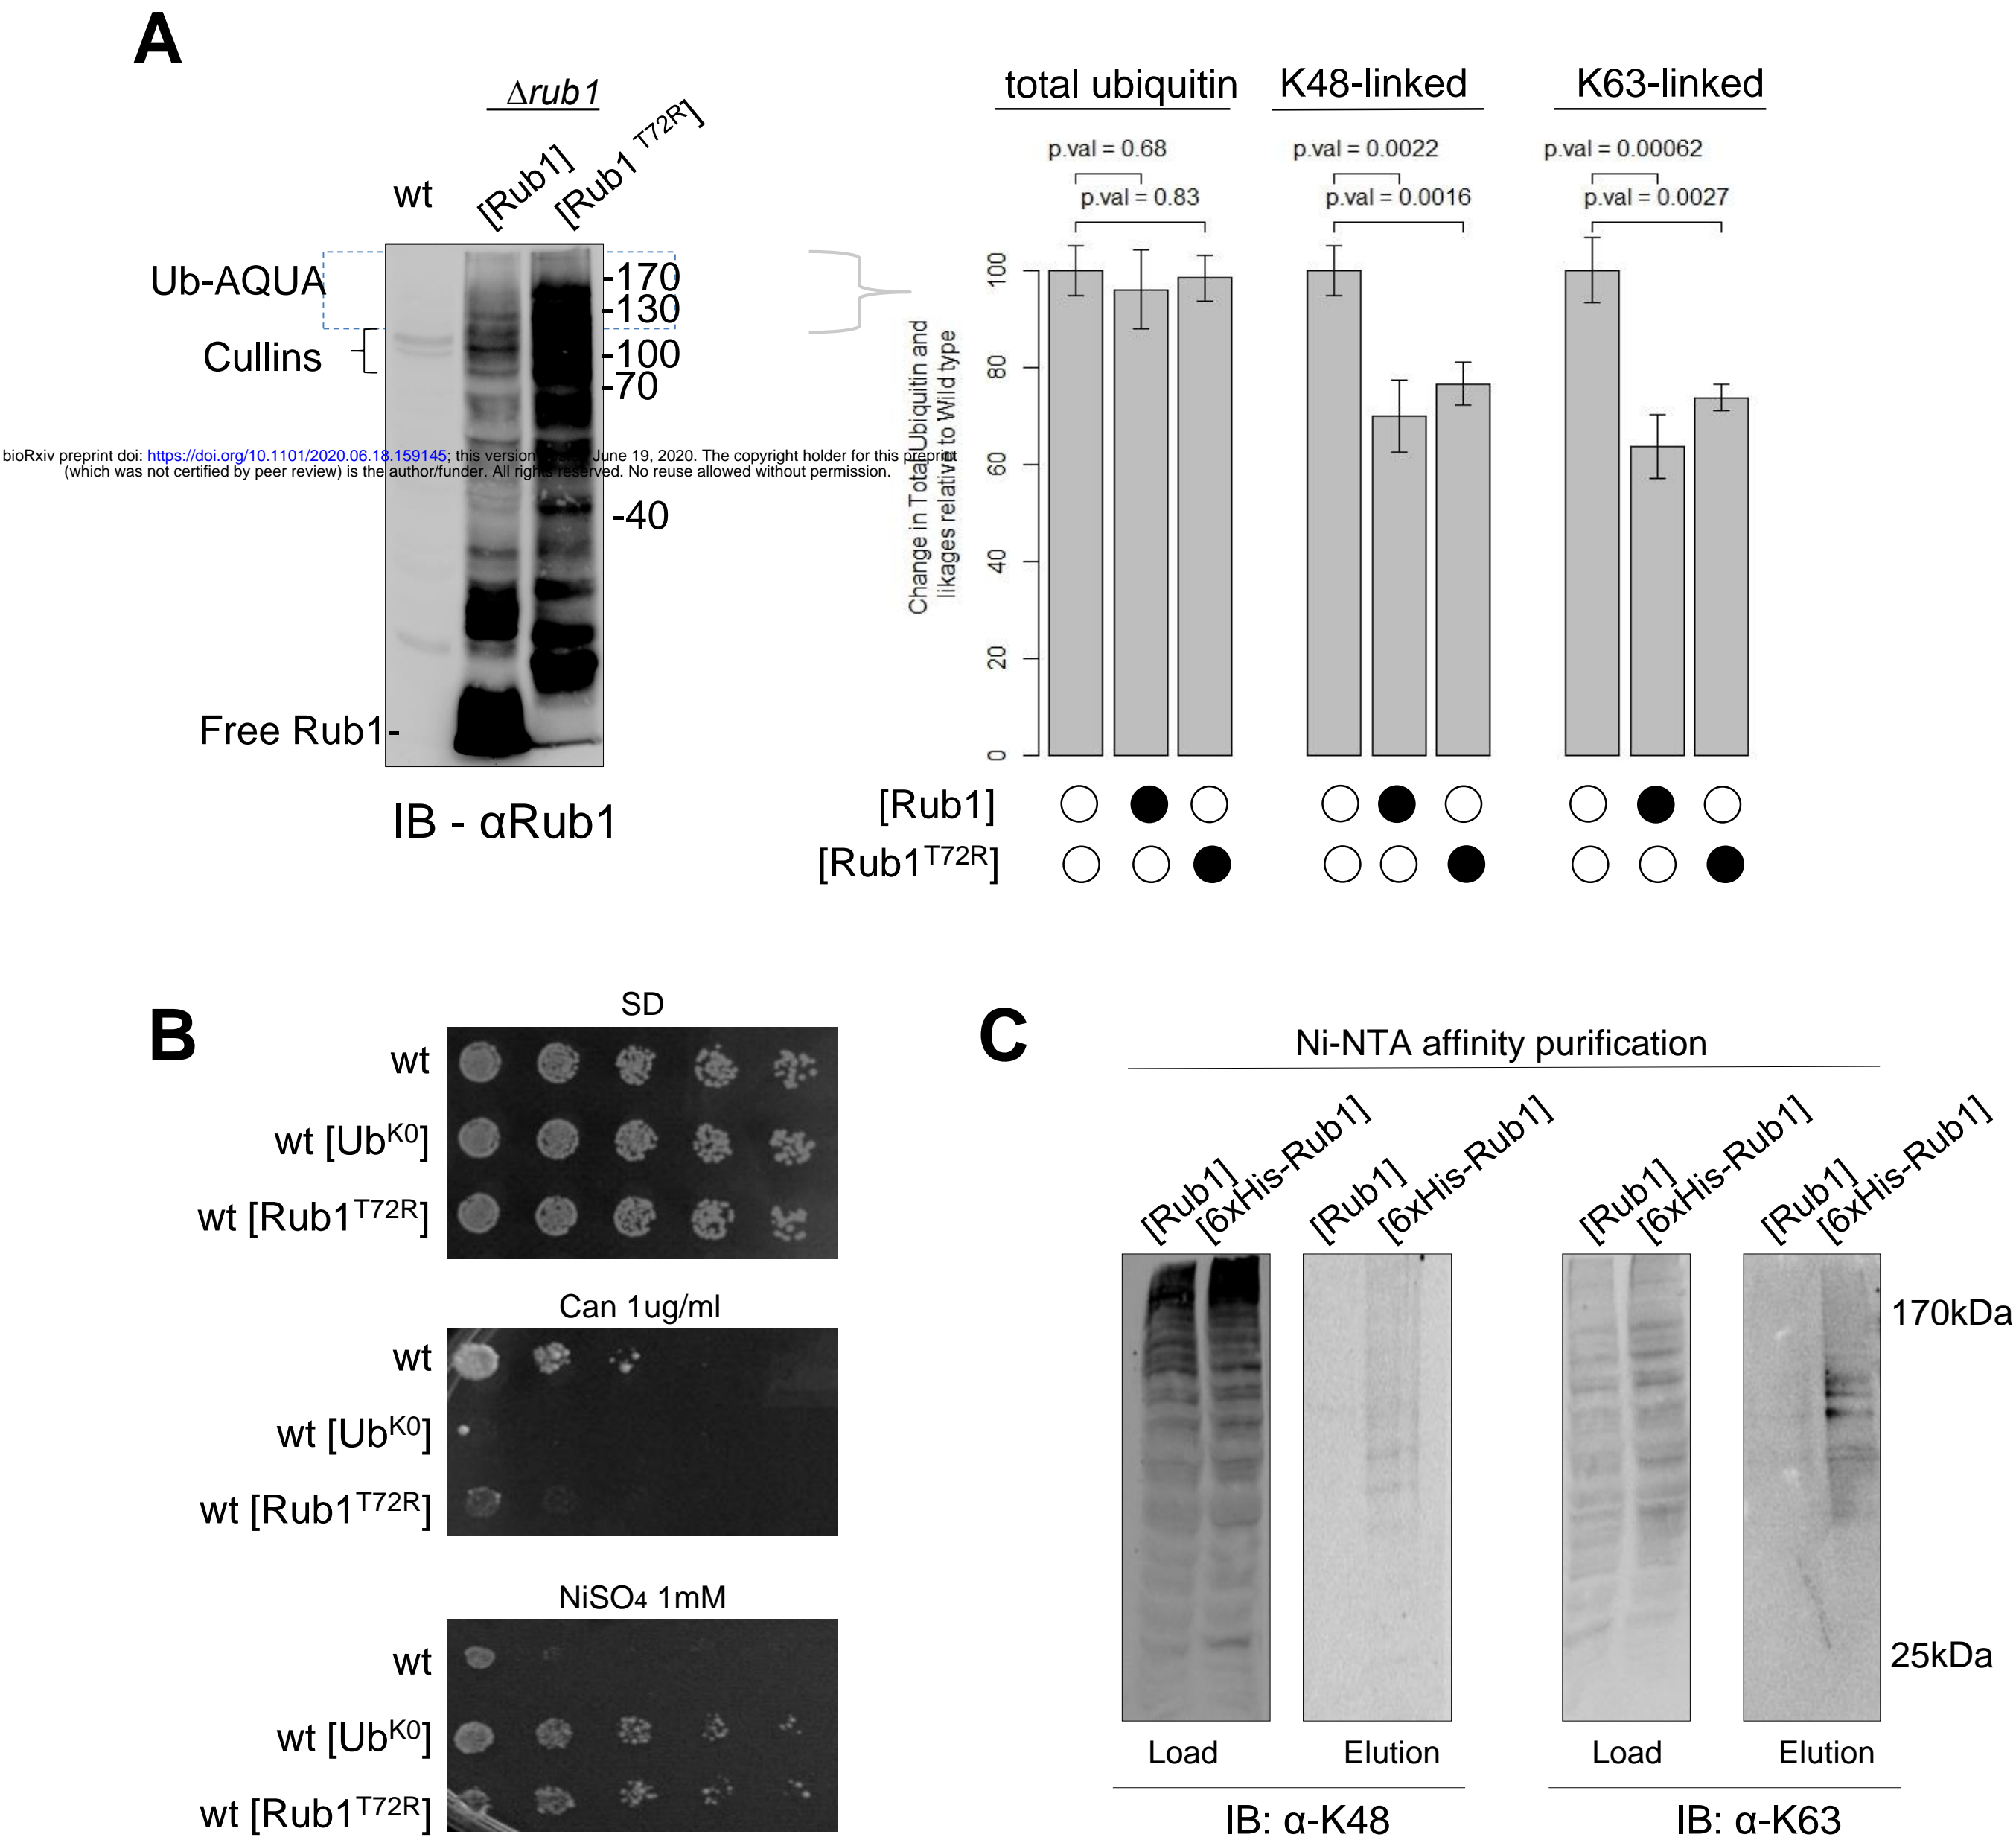 A
Δrub1
wt
[Rub1]
[Rub1 T72R]
Ub-AQUA
Cullins
Free Rub1-
-170
-130
-100
-70
-40
IB - αRub1
bioRxiv preprint doi: https://doi.org/10.1101/2020.06.18.159145; this version June 19, 2020. The copyright holder for this preprint
(which was not certified by peer review) is the author/funder. All rights reserved. No reuse allowed without permission.
total ubiquitin
K48-linked
K63-linked
p.val = 0.68
p.val = 0.0022
p.val = 0.00062
p.val = 0.83
p.val = 0.0016
p.val = 0.0027
Change in Total Ubiquitin and
likages relative to Wild type
100
80
60
40
20
0
[Rub1]
[Rub1T72R]
B
SD
wt
wt [UbK0]
wt [Rub1T72R]
Can 1ug/ml
wt
wt [UbK0]
wt [Rub1T72R]
NiSO4 1mM
wt
wt [UbK0]
wt [Rub1T72R]
C
Ni-NTA affinity purification
[Rub1]
[6xHis-Rub1]
[Rub1]
[6xHis-Rub1]
[Rub1]
[6xHis-Rub1]
[Rub1]
[6xHis-Rub1]
170kDa
25kDa
Load
Elution
Load
Elution
IB: α-K48
IB: α-K63